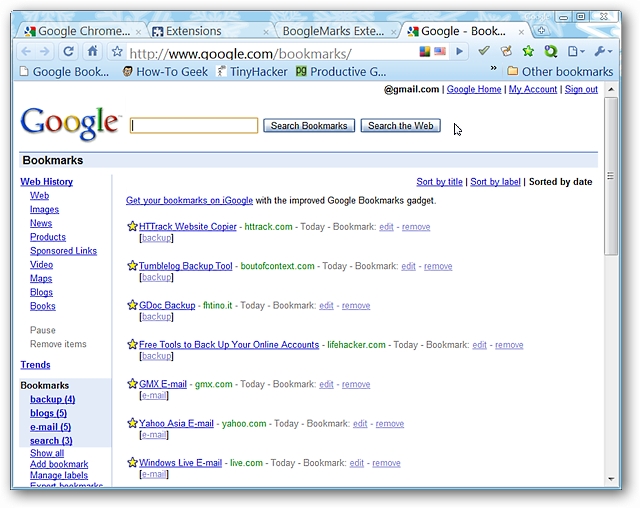 Google Chrome... Extensions BoogleMarks Exte... Google - Book...
http://www.google.com/bookmarks/
Google Book... How-To Geek TinyHacker Productive G... » Other bookmarks
@gmail.com | Google Home | My Account | Sign out
Google™ Search Bookmarks Search the Web
Bookmarks
Web History
Web
Images
News
Products
Sponsored Links
Video
Maps
Blogs
Books
Pause
Remove items
Trends
Bookmarks
backup (4)
blogs (5)
e-mail (5)
search (3)
Show all
Add bookmark
Manage labels
Export bookmarks
Sort by title | Sort by label | Sorted by date
Get your bookmarks on iGoogle with the improved Google Bookmarks gadget.
HTTrack Website Copier - httrack.com - Today - Bookmark: edit - remove
[backup]
Tumblelog Backup Tool - boutofcontext.com - Today - Bookmark: edit - remove
[backup]
GDoc Backup - fhtino.it - Today - Bookmark: edit - remove
[backup]
Free Tools to Back Up Your Online Accounts - lifehacker.com - Today - Bookmark: edit - remove
[backup]
GMX E-mail - gmx.com - Today - Bookmark: edit - remove
[e-mail]
Yahoo Asia E-mail - yahoo.com - Today - Bookmark: edit - remove
[e-mail]
Windows Live E-mail - live.com - Today - Bookmark: edit - remove
[e-mail]